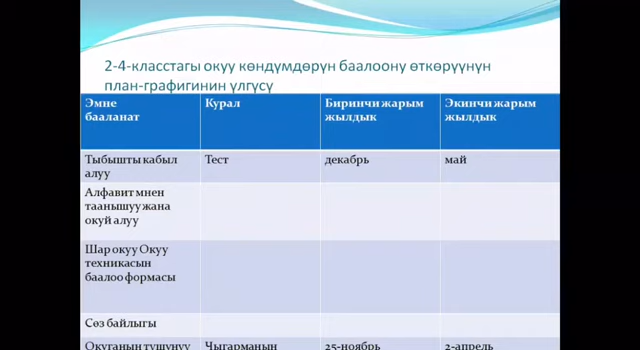 2-4-класстагы окуу көндүмдөрүн баалоону өткөрүүнүн
план-графигинин үлгүсү
Эмне
бааланат
Курал
Биринчи жарым
жылдык
Экинчи жарым
жылдык
Тыбышты кабыл
алуу
Тест
декабрь
май
Алфавит мнен
таанышуу жана
окуй алуу
Шар окуу Окуу
техникасын
баалоо формасы
Сөз байлыгы
Окуганын түшүнүү
Чыгарманын
25-ноябрь
2-апрель